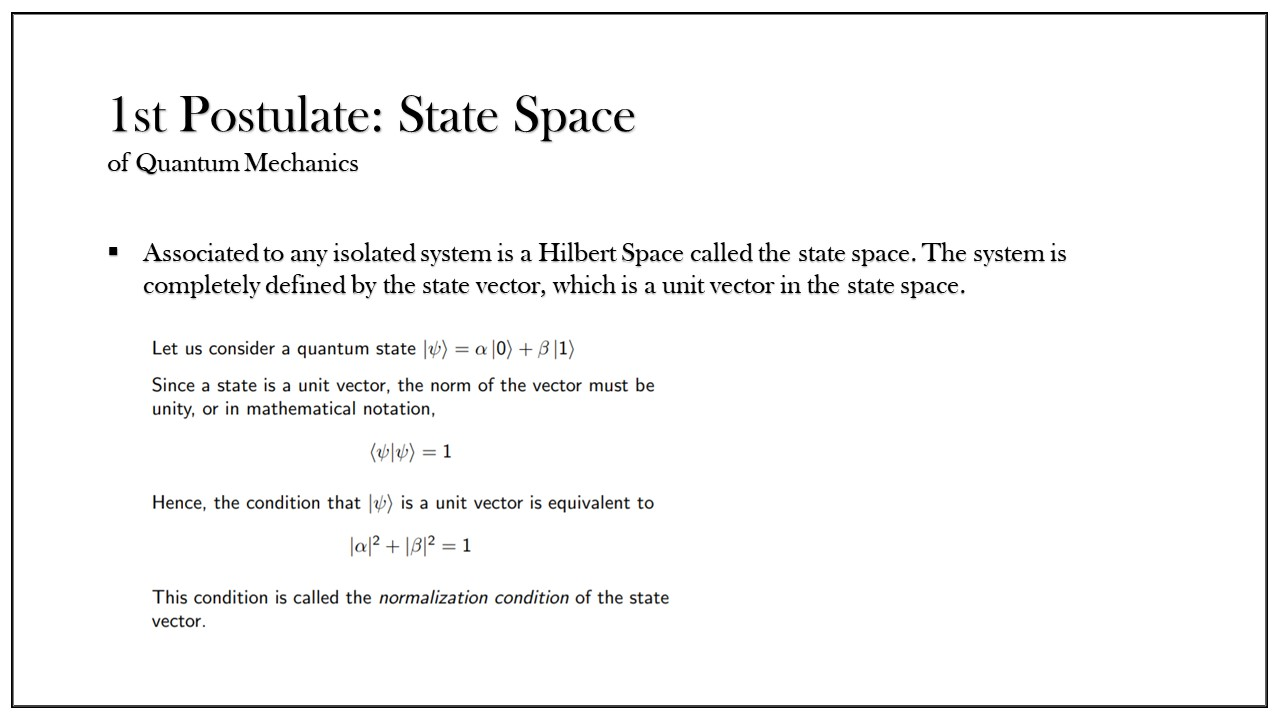 1st Postulate: State Space
of Quantum Mechanics
▪ Associated to any isolated system is a Hilbert Space called the state space. The system is
completely defined by the state vector, which is a unit vector in the state space.
Let us consider a quantum state |ψ⟩ = α |0⟩ + β |1⟩
Since a state is a unit vector, the norm of the vector must be
unity, or in mathematical notation,
⟨ψ|ψ⟩ = 1
Hence, the condition that |ψ⟩ is a unit vector is equivalent to
|α|² + |β|² = 1
This condition is called the normalization condition of the state
vector.